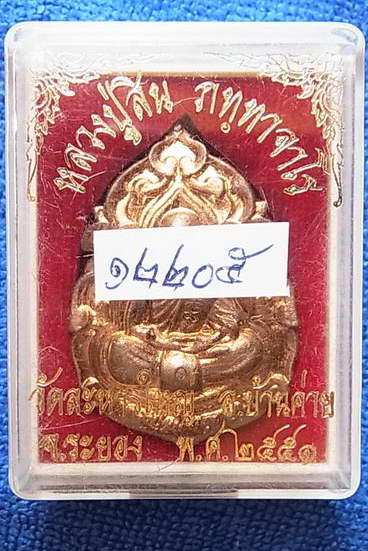 หลวงปู่สิน ภทฺทาจาโร
๑๒๒๐๕
วัดละหารใหญ่ อ.บ้านค่าย
จ.ระยอง พ.ศ.๒๕๕๑